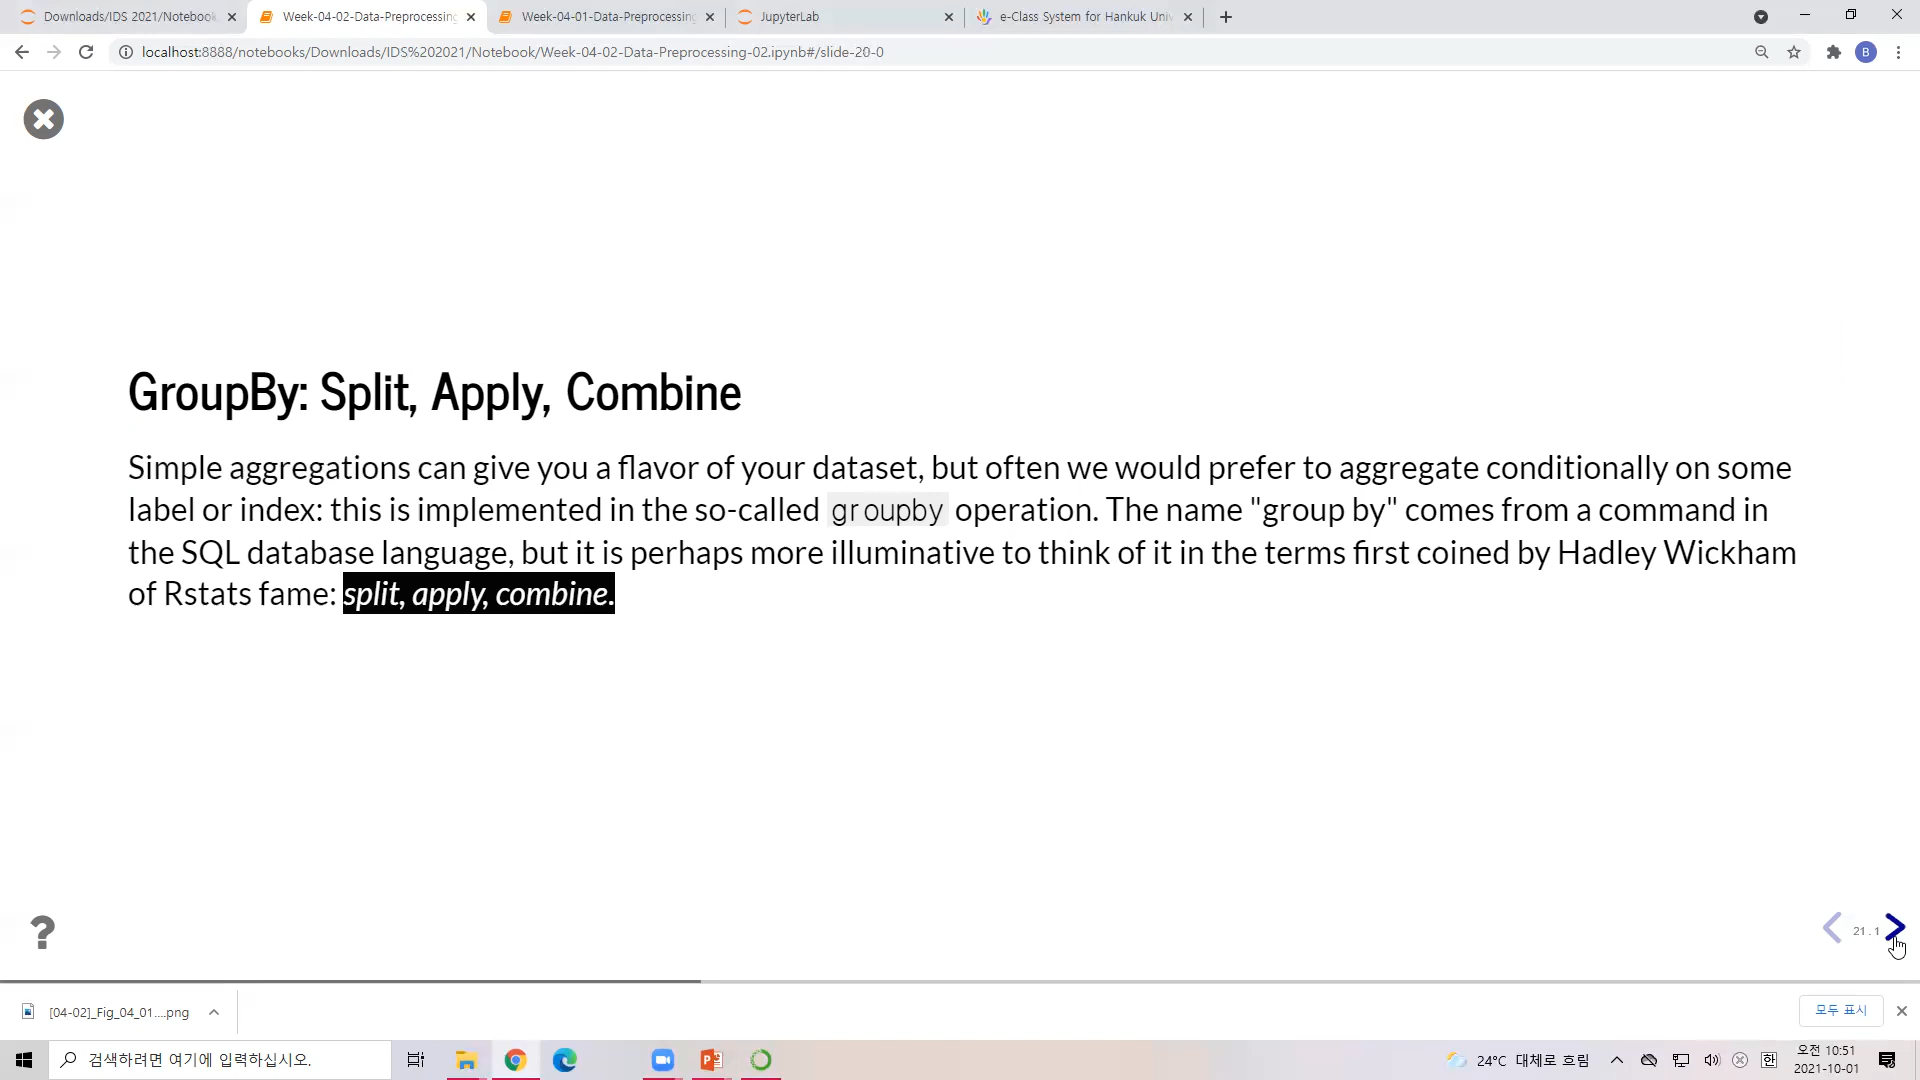 Downloads/IDS 2021/Notebook
Week-04-02-Data-Preprocessing
Week-04-01-Data-Preprocessing
JupyterLab
e-Class System for Hankuk Univ
localhost:8888/notebooks/Downloads/IDS%202021/Notebook/Week-04-02-Data-Preprocessing-02.ipynb#/slide-20-0
B
GroupBy: Split, Apply, Combine
Simple aggregations can give you a flavor of your dataset, but often we would prefer to aggregate conditionally on some
label or index: this is implemented in the so-called groupby operation. The name "group by" comes from a command in
the SQL database language, but it is perhaps more illuminative to think of it in the terms first coined by Hadley Wickham
of Rstats fame: split, apply, combine.
?
21.1
[04-02]_Fig_04_01....png
모두 표시
검색하려면 여기에 입력하십시오.
24°C 대체로 흐림
한
오전 10:51
2021-10-01